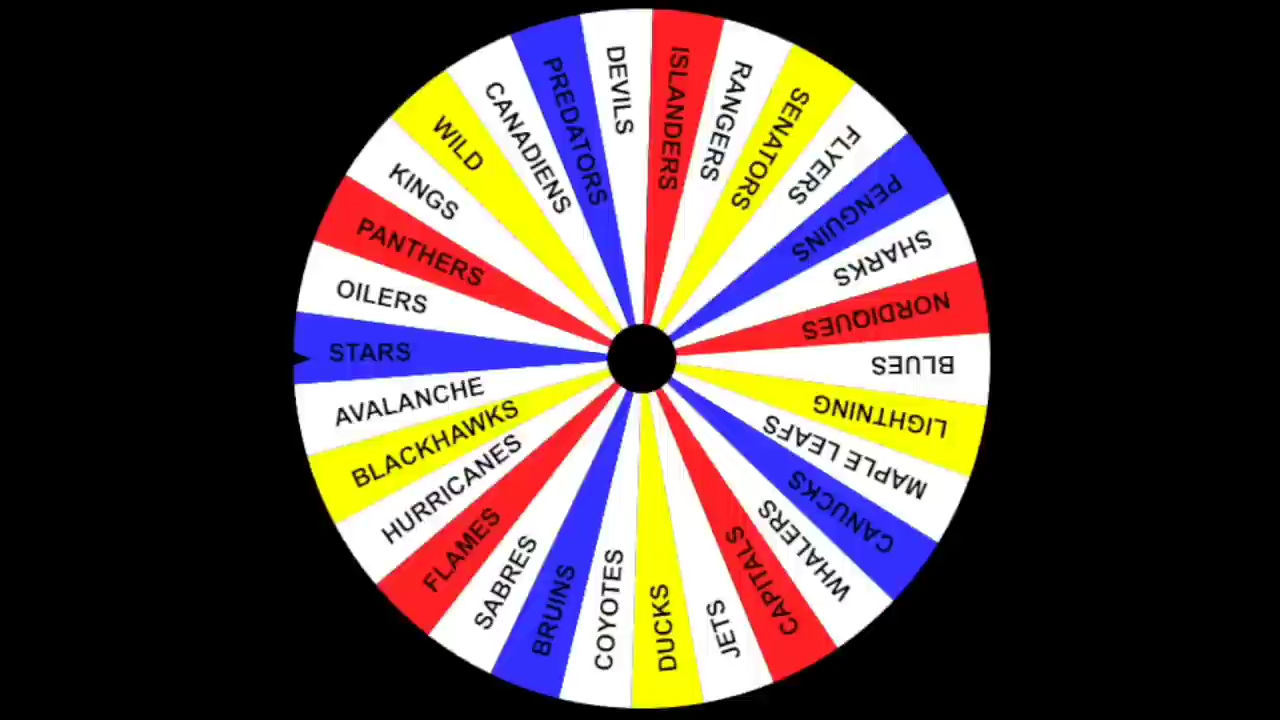 ISLANDERS
RANGERS
SENATORS
FLYERS
PENGUINS
SHARKS
NORDIQUES
BLUES
LIGHTNING
MAPLE LEAFS
CANUCKS
WHALERS
CAPITALS
JETS
DUCKS
COYOTES
BRUINS
SABRES
FLAMES
HURRICANES
BLACKHAWKS
AVALANCHE
STARS
OILERS
PANTHERS
KINGS
WILD
CANADIENS
PREDATORS
DEVILS